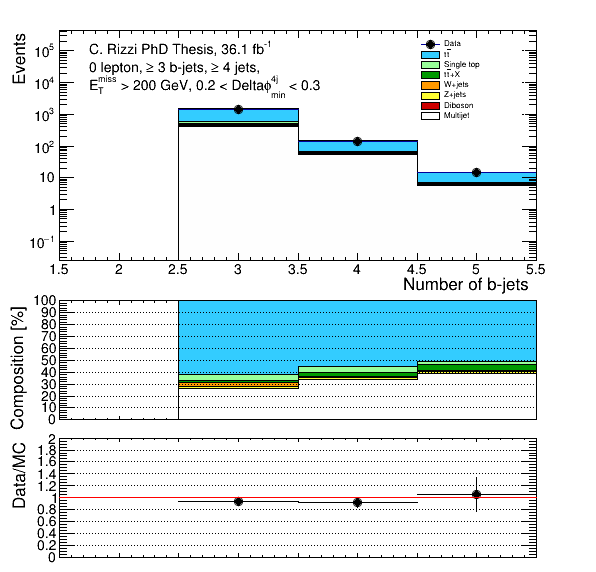 Events
C. Rizzi PhD Thesis, 36.1 fb⁻¹
0 lepton, ≥ 3 b-jets, ≥ 4 jets,
E_T^miss > 200 GeV, 0.2 < Deltaϕ_min^4j < 0.3
Data
tt̄
Single top
tt̄+X
W+jets
Z+jets
Diboson
Multijet
10⁵
10⁴
10³
10²
10
1
10⁻¹
1.5 2 2.5 3 3.5 4 4.5 5 5.5
Number of b-jets
Composition [%]
100
90
80
70
60
50
40
30
20
10
0
Data/MC
2
1.8
1.6
1.4
1.2
1
0.8
0.6
0.4
0.2
0